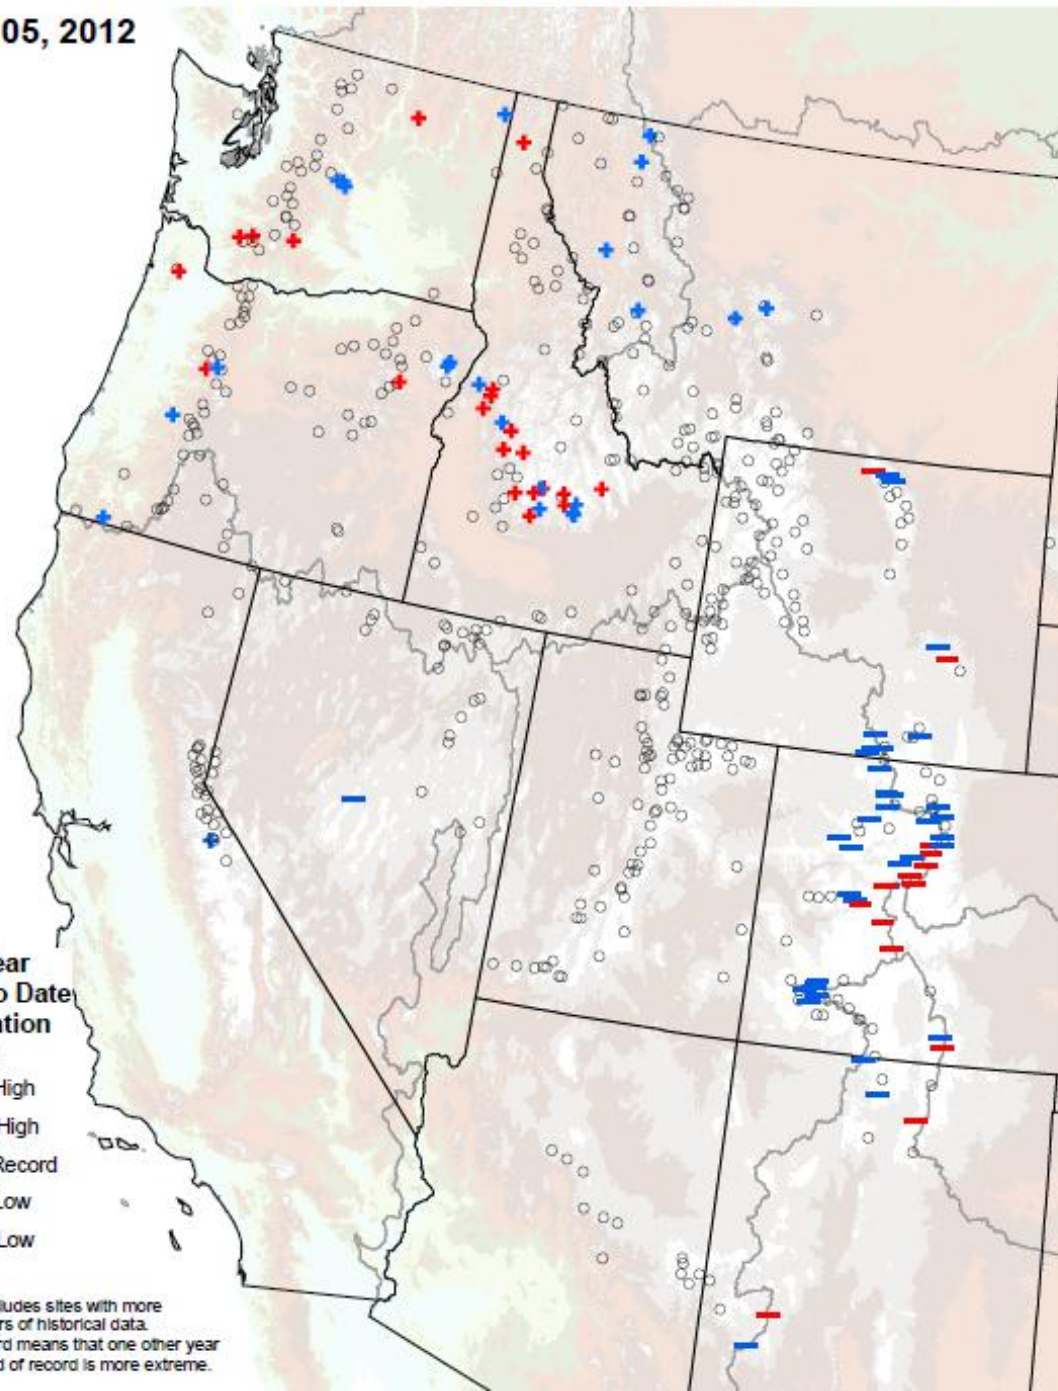 05, 2012
ear
o Date
ation
High
High
Record
Low
Low
ludes sites with more
rs of historical data.
rd means that one other year
d of record is more extreme.